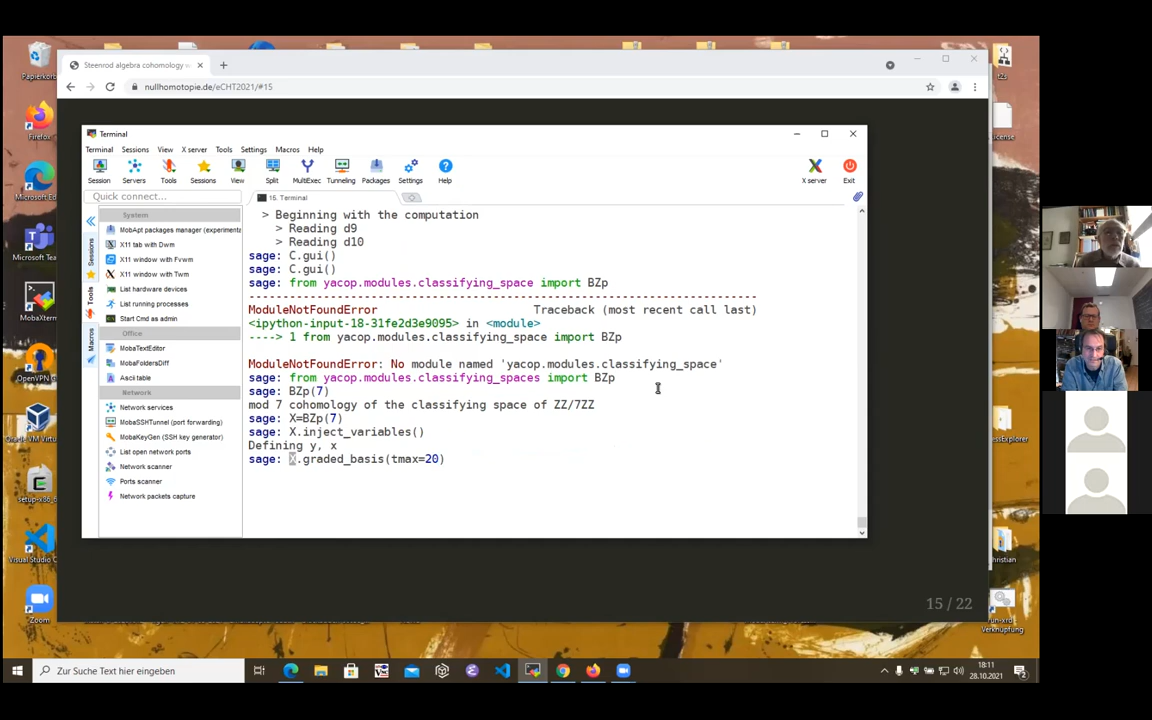 Papierkorb
Steenrod algebra cohomology w
nullhomotopie.de/eCHT2021/#15
Firefox
Microsoft Ed
Microsoft Tea
MobaXterm
OpenVPN G
Visual Studio C
Zoom
t2s
license
Terminal
Terminal Sessions View X server Tools Settings Macros Help
Session Servers Tools Sessions View Split MultiExec Tunneling Packages Settings Help X server Exit
Quick connect...
15. Terminal
Sessions
Tools
Macros
System
MobApt packages manager (experimenta
X11 tab with Dwm
X11 window with Fvwm
X11 window with Twm
List hardware devices
List running processes
Start Cmd as admin
Office
MobaTextEditor
MobaFoldersDiff
Ascii table
Network
Network services
MobaSSHTunnel (port forwarding)
MobaKeyGen (SSH key generator)
List open network ports
Network scanner
Ports scanner
Network packets capture
> Beginning with the computation
> Reading d9
> Reading d10
sage: C.gui()
sage: C.gui()
sage: from yacop.modules.classifying_space import BZp
---------------------------------------------------------------------------
ModuleNotFoundError Traceback (most recent call last)
<ipython-input-18-31fe2d3e9095> in <module>
----> 1 from yacop.modules.classifying_space import BZp
ModuleNotFoundError: No module named 'yacop.modules.classifying_space'
sage: from yacop.modules.classifying_spaces import BZp
sage: BZp(7)
mod 7 cohomology of the classifying space of ZZ/7ZZ
sage: X=BZp(7)
sage: X.inject_variables()
Defining y, x
sage: X.graded_basis(tmax=20)
15 / 22
Zur Suche Text hier eingeben
18:11
28.10.2021